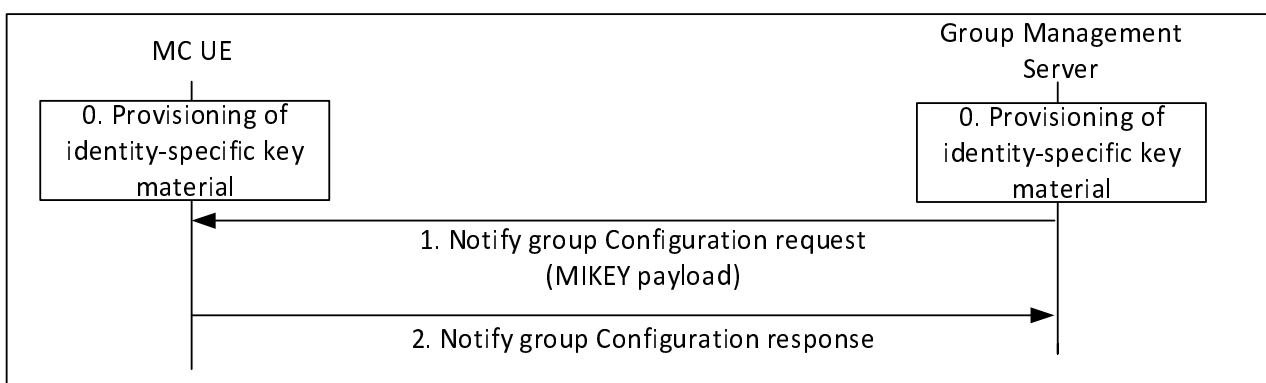 MC UE
Group Management
Server
0. Provisioning of
identity-specific key
material
0. Provisioning of
identity-specific key
material
1. Notify group Configuration request
(MIKEY payload)
2. Notify group Configuration response